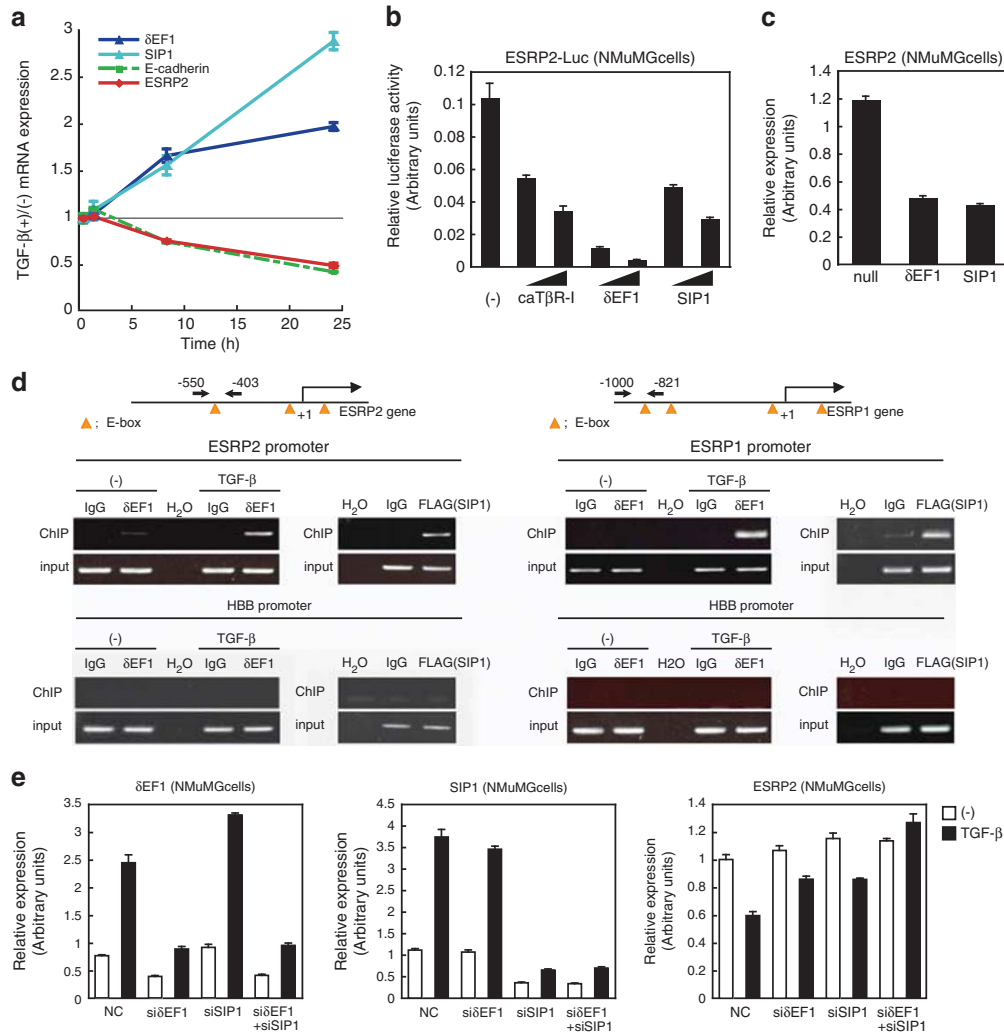 a
TGF-β(+)/(-) mRNA expression
3
2.5
2
1.5
1
0.5
0
δEF1
SIP1
E-cadherin
ESRP2
0 5 10 15 20 25
Time (h)
b
ESRP2-Luc (NMuMGcells)
Relative luciferase activity
(Arbitrary units)
0.12
0.1
0.08
0.06
0.04
0.02
0
(-) caTβR-I δEF1 SIP1
c
ESRP2 (NMuMGcells)
Relative expression
(Arbitrary units)
1.4
1.2
1.0
0.8
0.6
0.4
0.2
0
null δEF1 SIP1
d
-550 -403
+1 ESRP2 gene
; E-box
ESRP2 promoter
(-) TGF-β
IgG δEF1 H2O IgG δEF1
ChIP
input
H2O IgG FLAG(SIP1)
ChIP
input
HBB promoter
(-) TGF-β
IgG δEF1 H2O IgG δEF1
ChIP
input
H2O IgG FLAG(SIP1)
ChIP
input
-1000 -821
+1 ESRP1 gene
; E-box
ESRP1 promoter
(-) TGF-β
IgG δEF1 H2O IgG δEF1
ChIP
input
H2O IgG FLAG(SIP1)
ChIP
input
HBB promoter
(-) TGF-β
IgG δEF1 H2O IgG δEF1
ChIP
input
H2O IgG FLAG(SIP1)
ChIP
input
e
δEF1 (NMuMGcells)
Relative expression
(Arbitrary units)
3.5
3
2.5
2
1.5
1
0.5
0
NC siδEF1 siSIP1 siδEF1
+siSIP1
SIP1 (NMuMGcells)
Relative expression
(Arbitrary units)
4.5
4
3.5
3
2.5
2
1.5
1
0.5
0
NC siδEF1 siSIP1 siδEF1
+siSIP1
ESRP2 (NMuMGcells)
Relative expression
(Arbitrary units)
1.4
1.2
1
0.8
0.6
0.4
0.2
0
NC siδEF1 siSIP1 siδEF1
+siSIP1
(-)
TGF-β